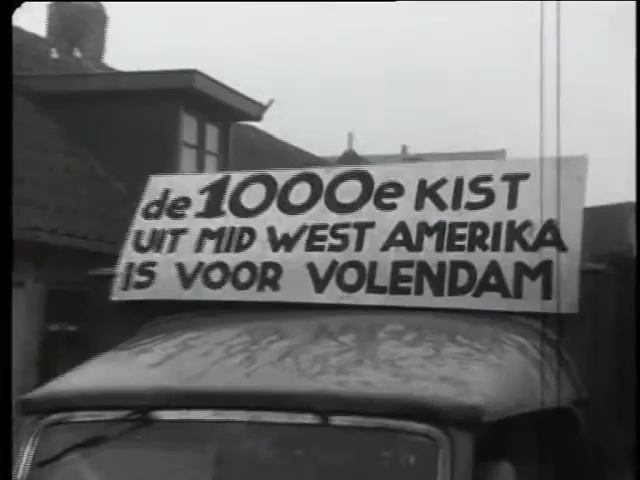 de 1000e KIST
UIT MID WEST AMERIKA
IS VOOR VOLENDAM